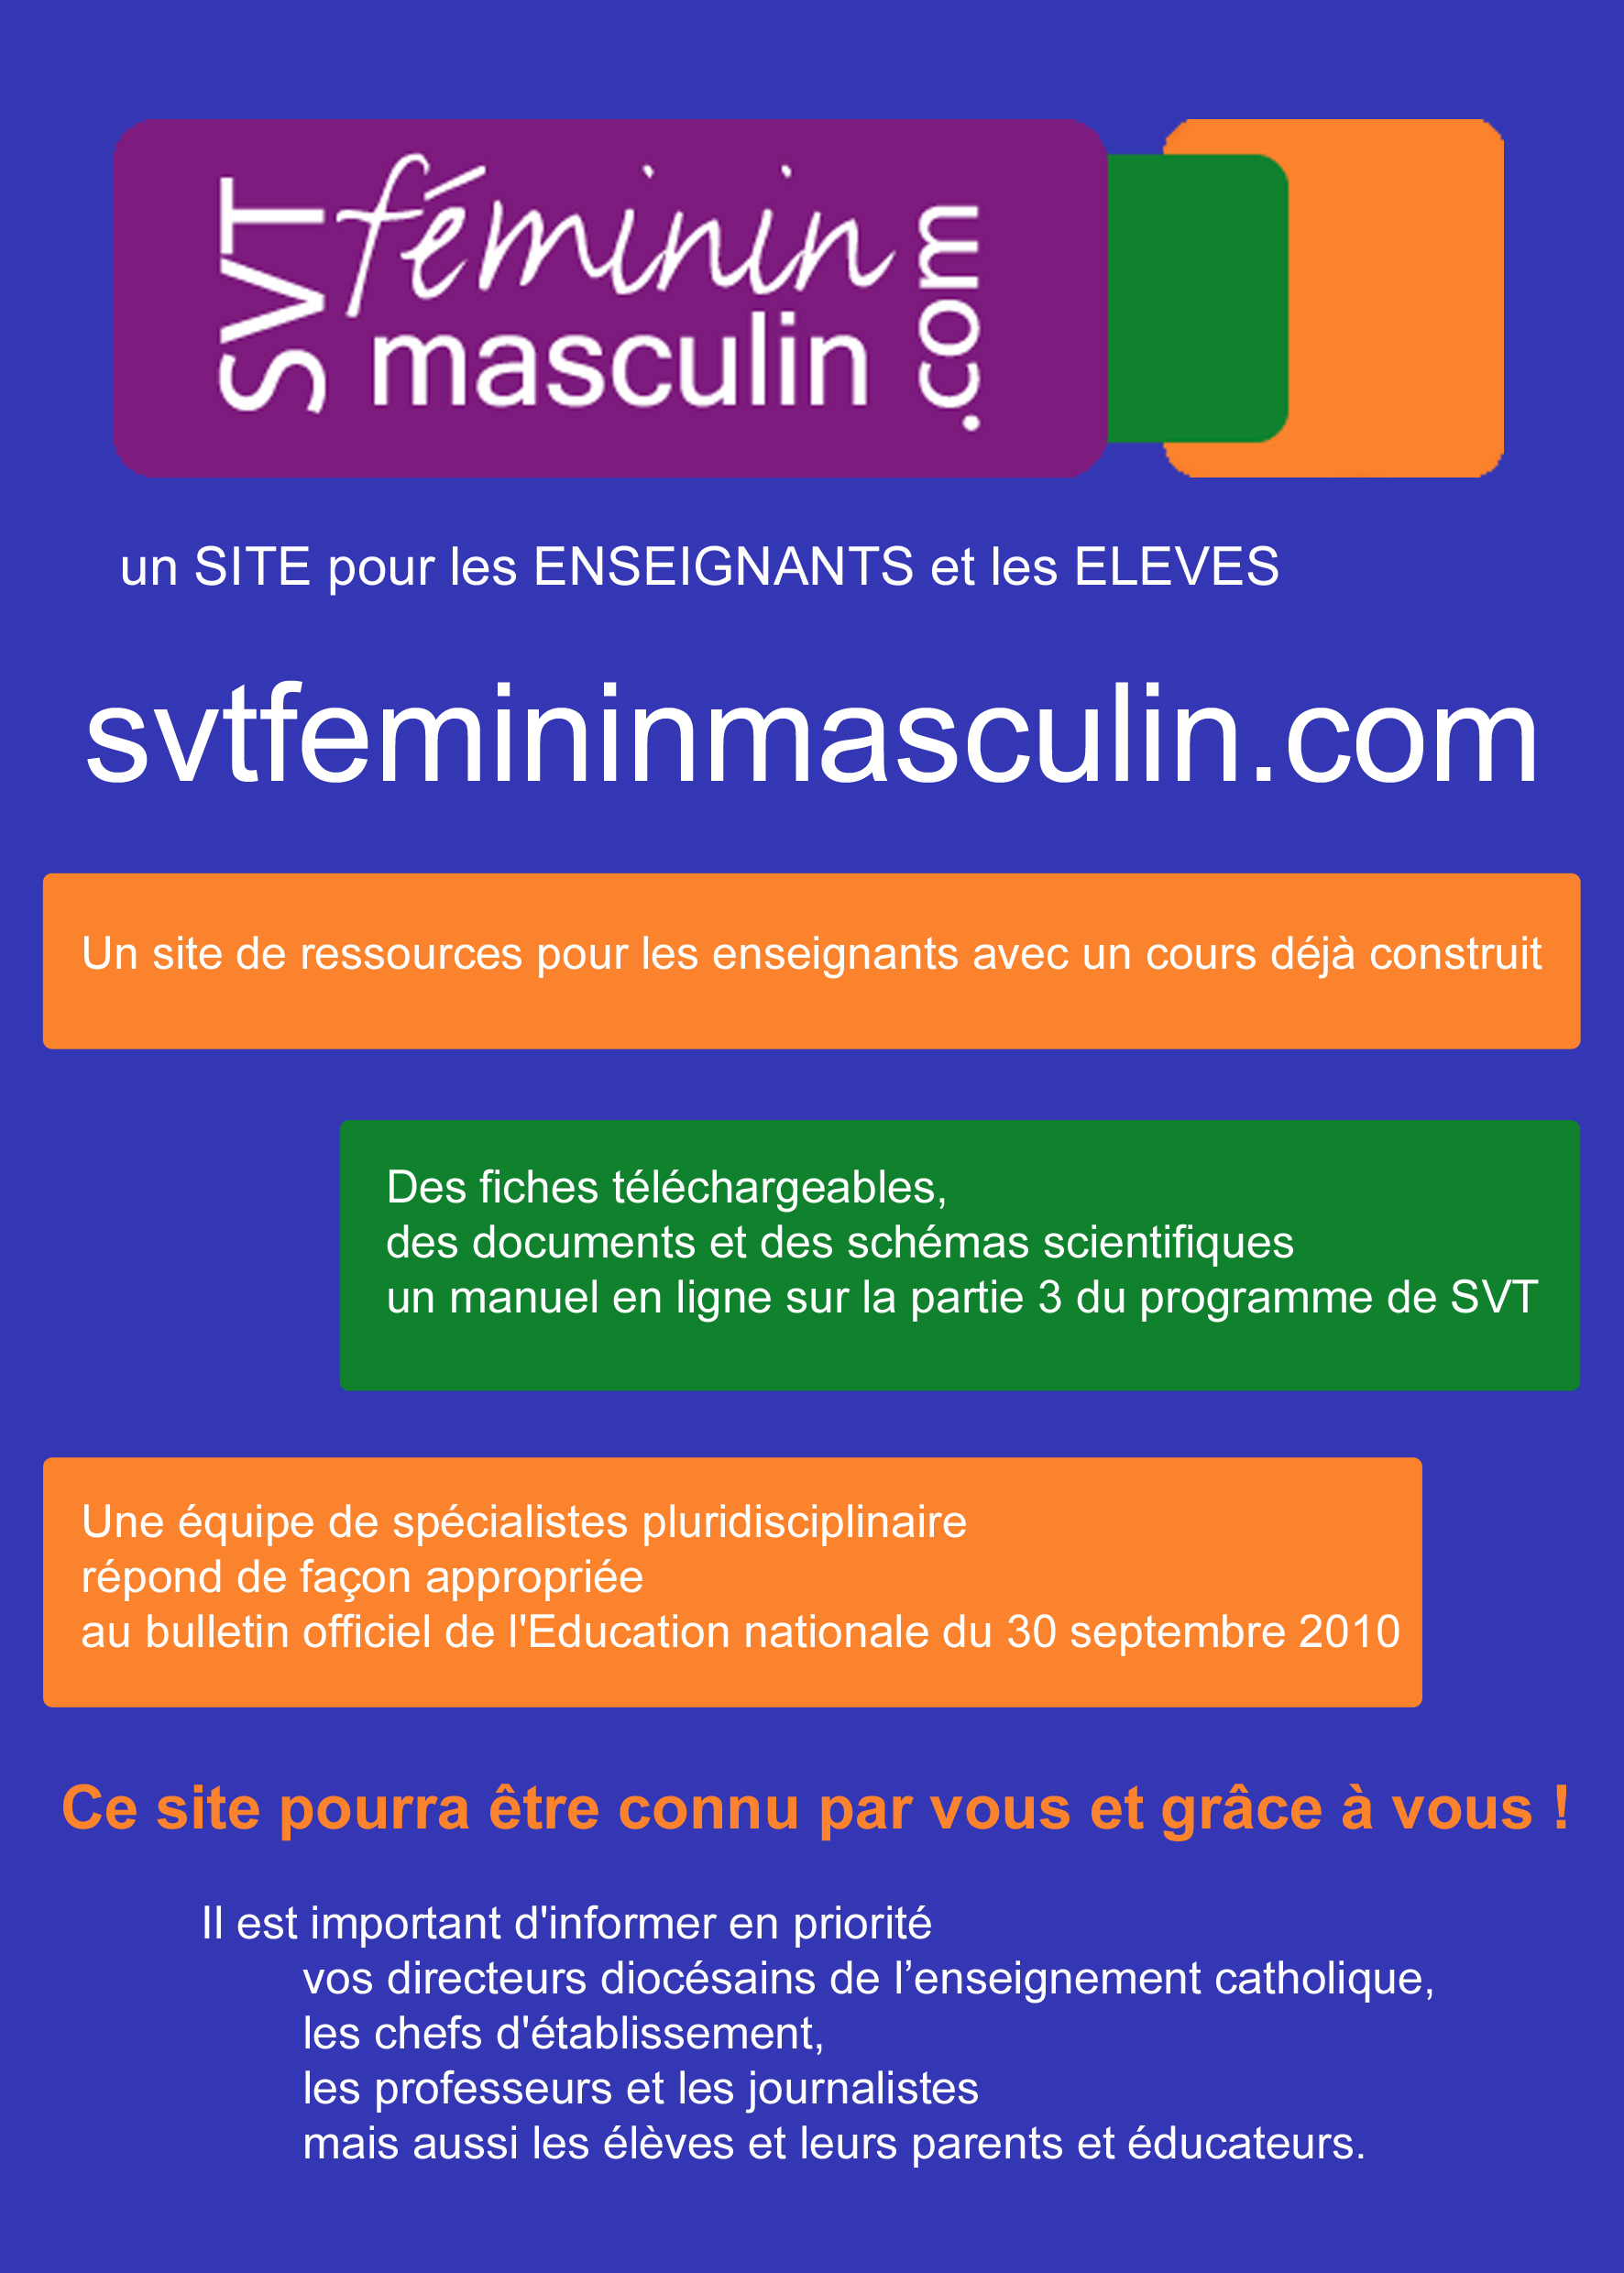 SVT féminin masculin .com
un SITE pour les ENSEIGNANTS et les ELEVES
svtfemininmasculin.com
Un site de ressources pour les enseignants avec un cours déjà construit
Des fiches téléchargeables,
des documents et des schémas scientifiques
un manuel en ligne sur la partie 3 du programme de SVT
Une équipe de spécialistes pluridisciplinaire
répond de façon appropriée
au bulletin officiel de l'Education nationale du 30 septembre 2010
Ce site pourra être connu par vous et grâce à vous !
Il est important d'informer en priorité
vos directeurs diocésains de l’enseignement catholique,
les chefs d'établissement,
les professeurs et les journalistes
mais aussi les élèves et leurs parents et éducateurs.